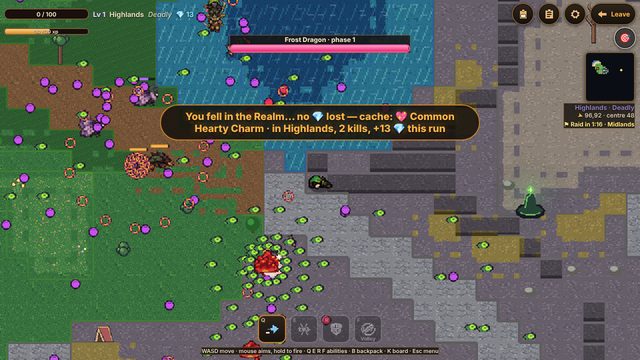 0 / 100
Lv 1 Highlands Deadly 💎 13
xp
Leave
Frost Dragon · phase 1
You fell in the Realm… no 💎 lost — cache: 💖 Common
Hearty Charm · in Highlands, 2 kills, +13 💎 this run
Highlands · Deadly
96,92 · centre 48
Raid in 1:16 · Midlands
Q
Volley
WASD move · mouse aims, hold to fire · Q E R F abilities · B backpack · K board · Esc menu